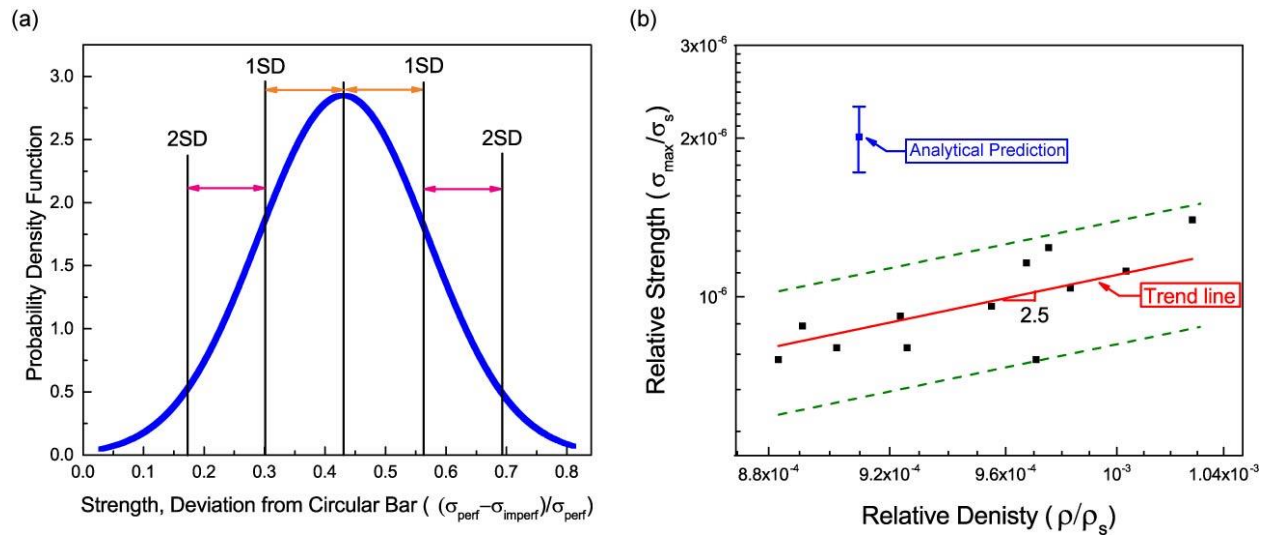 (a)
3.0
2.5
2.0
1.5
1.0
0.5
0.0
Probability Density Function
2SD
1SD
1SD
2SD
0.0 0.1 0.2 0.3 0.4 0.5 0.6 0.7 0.8
Strength, Deviation from Circular Bar ( (σperf−σimperf)/σperf)
(b)
3x10⁻⁶
2x10⁻⁶
10⁻⁶
Relative Strength ( σmax/σs)
Analytical Prediction
Trend line
2.5
8.8x10⁻⁴ 9.2x10⁻⁴ 9.6x10⁻⁴ 10⁻³ 1.04x10⁻³
Relative Denisty ( ρ/ρs)